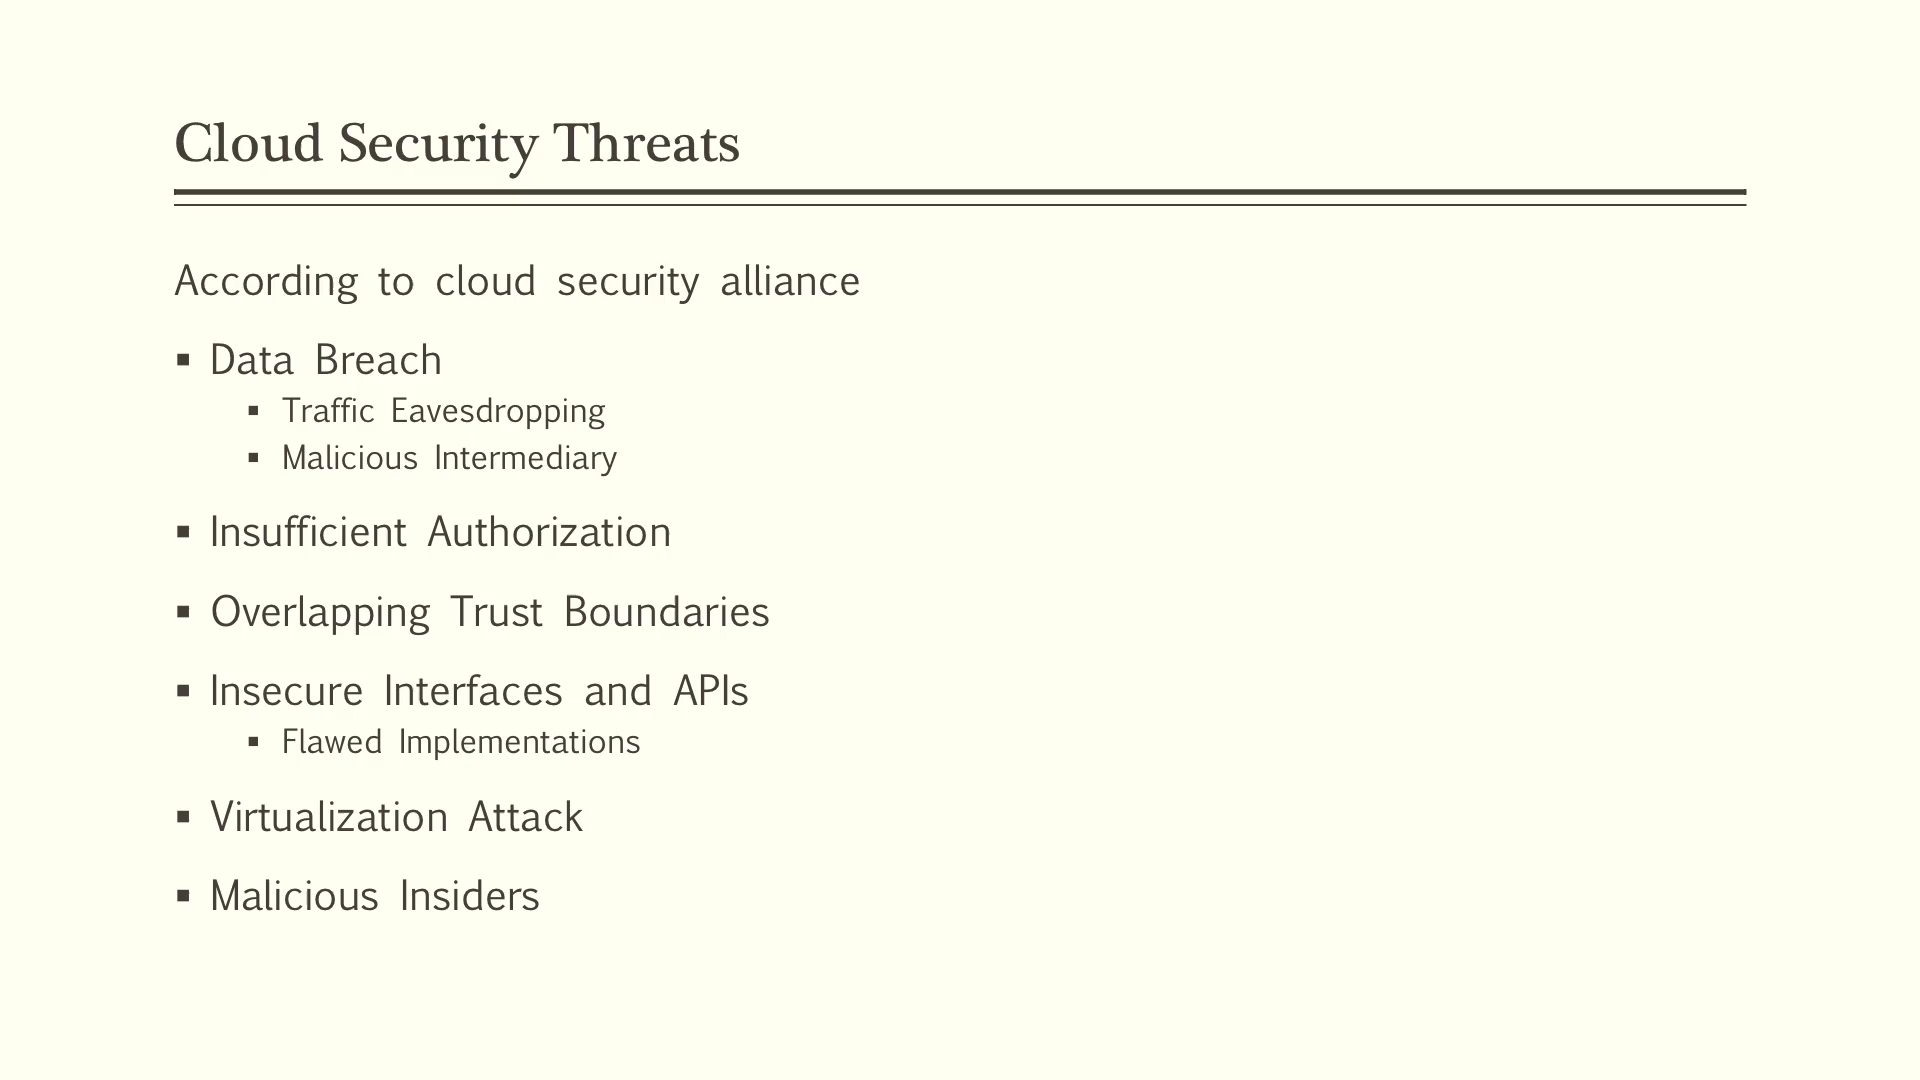 Cloud Security Threats
According to cloud security alliance
▪ Data Breach
▪ Traffic Eavesdropping
▪ Malicious Intermediary
▪ Insufficient Authorization
▪ Overlapping Trust Boundaries
▪ Insecure Interfaces and APIs
▪ Flawed Implementations
▪ Virtualization Attack
▪ Malicious Insiders